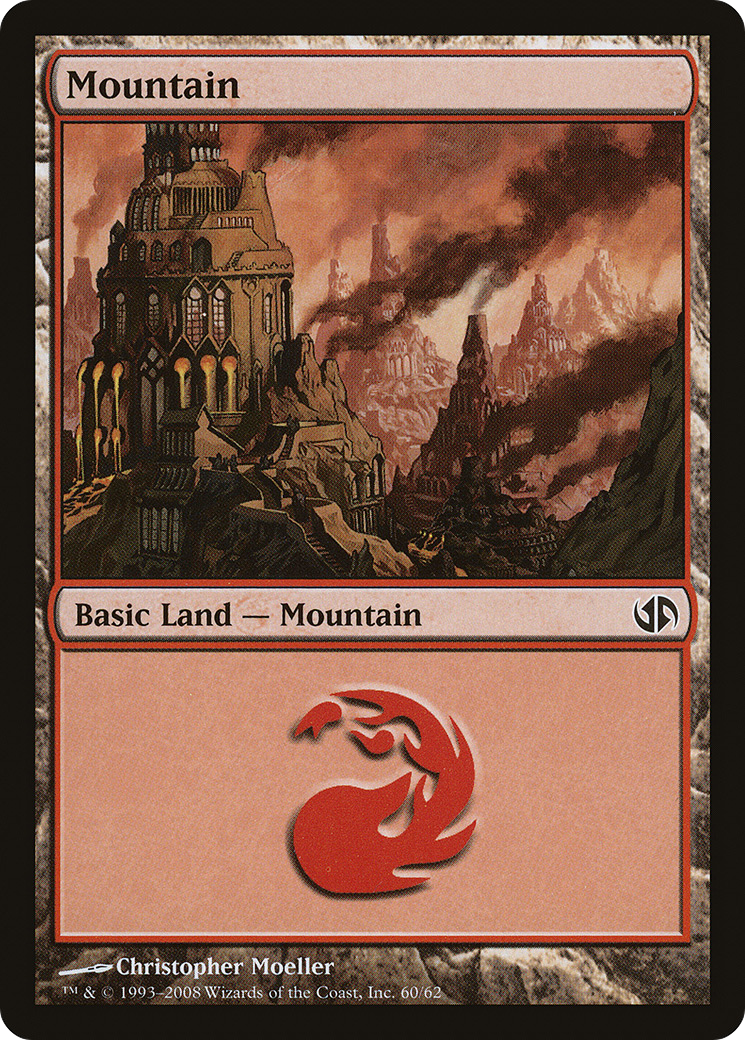 Mountain
Basic Land — Mountain
Christopher Moeller
™ & © 1993–2008 Wizards of the Coast, Inc. 60/62